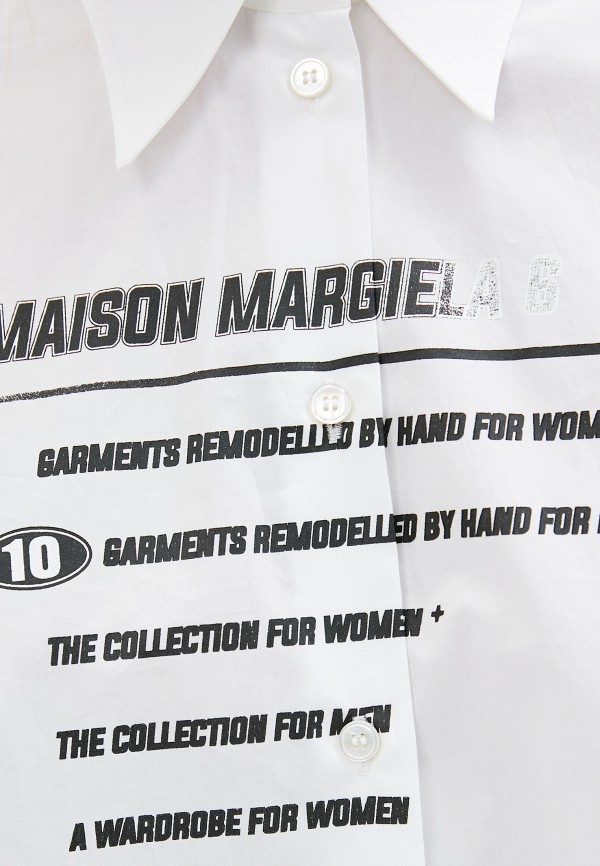 MAISON MARGIELA 6
GARMENTS REMODELLED BY HAND FOR WOM
10 GARMENTS REMODELLED BY HAND FOR
THE COLLECTION FOR WOMEN +
THE COLLECTION FOR MEN
A WARDROBE FOR WOMEN